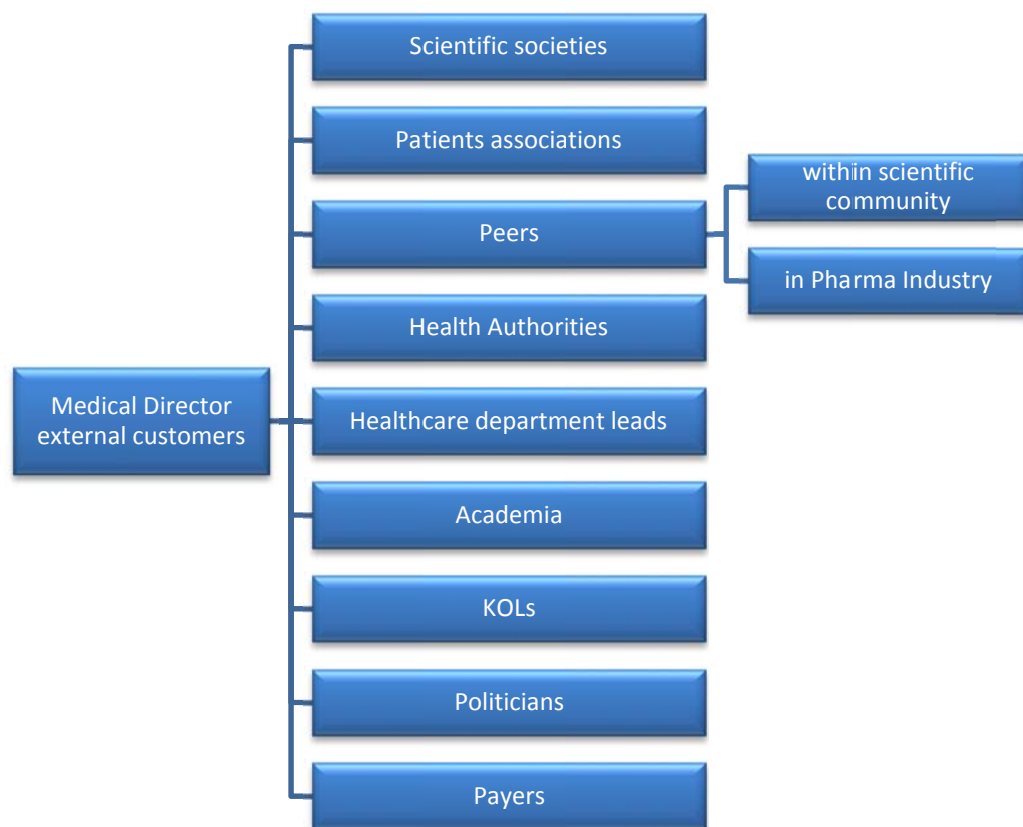 Scientific societies
Patients associations
Peers
within scientific
community
in Pharma Industry
Health Authorities
Medical Director
external customers
Healthcare department leads
Academia
KOLs
Politicians
Payers